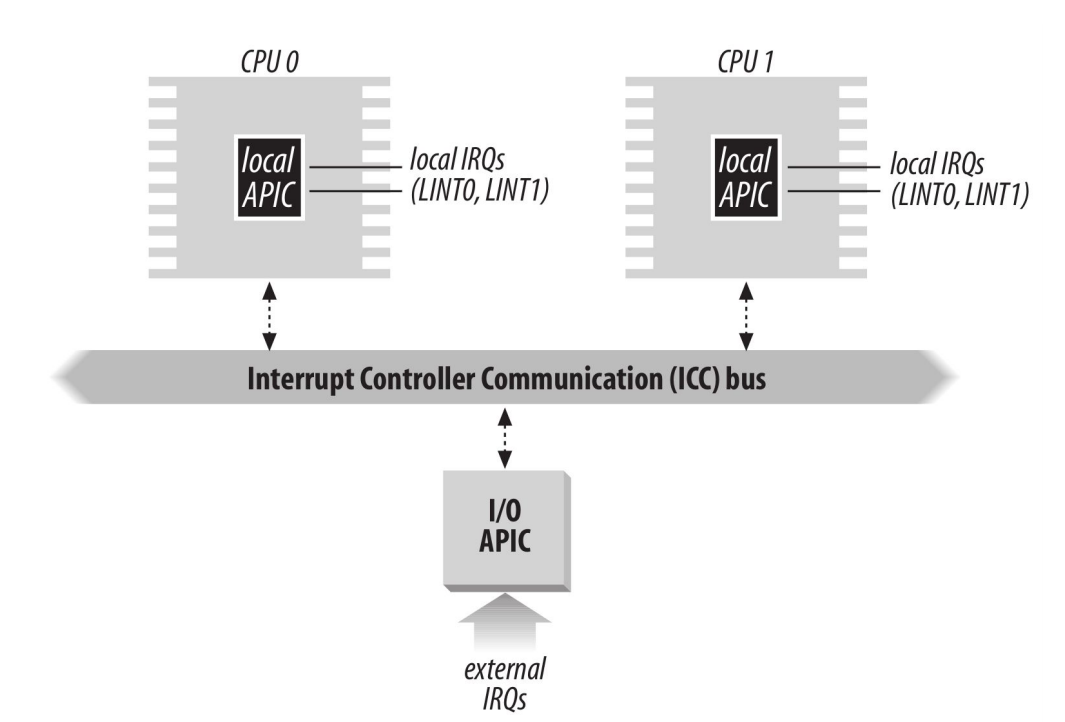 CPU 0
CPU 1
local
APIC
local IRQs
(LINT0, LINT1)
local
APIC
local IRQs
(LINT0, LINT1)
Interrupt Controller Communication (ICC) bus
I/O
APIC
external
IRQs